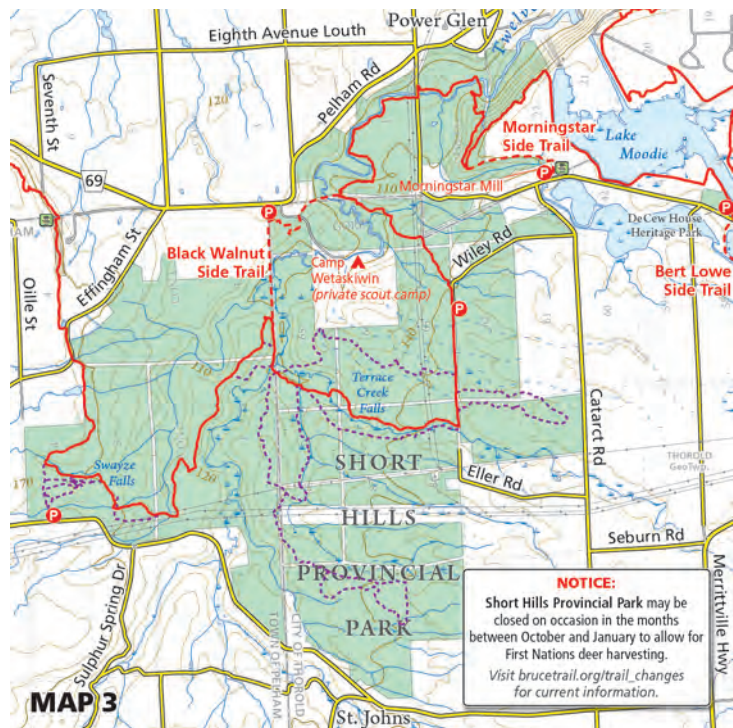 Power Glen
Eighth Avenue Louth
Twelve
Seventh St
Pelham Rd
120
Morningstar
Side Trail
Lake
Moodie
69
110
Morningstar Mill
DeCew House
Heritage Park
Black Walnut
Side Trail
Effingham St
Camp
Wetaskiwin
(private scout camp)
Wiley Rd
Bert Lowe
Side Trail
Oille St
110
Terrace
Creek
Falls
Catarct Rd
170
Swayze
Falls
120
SHORT
Eller Rd
THOROLD
GeoTwp.
HILLS
Seburn Rd
PROVINCIAL
PARK
Sulphur Spring Dr
TOWN OF PELHAM
CITY OF THOROLD
Merrittville Hwy
NOTICE:
Short Hills Provincial Park may be
closed on occasion in the months
between October and January to allow for
First Nations deer harvesting.
Visit brucetrail.org/trail_changes
for current information.
MAP 3
St. Johns
P
P
P
P
P